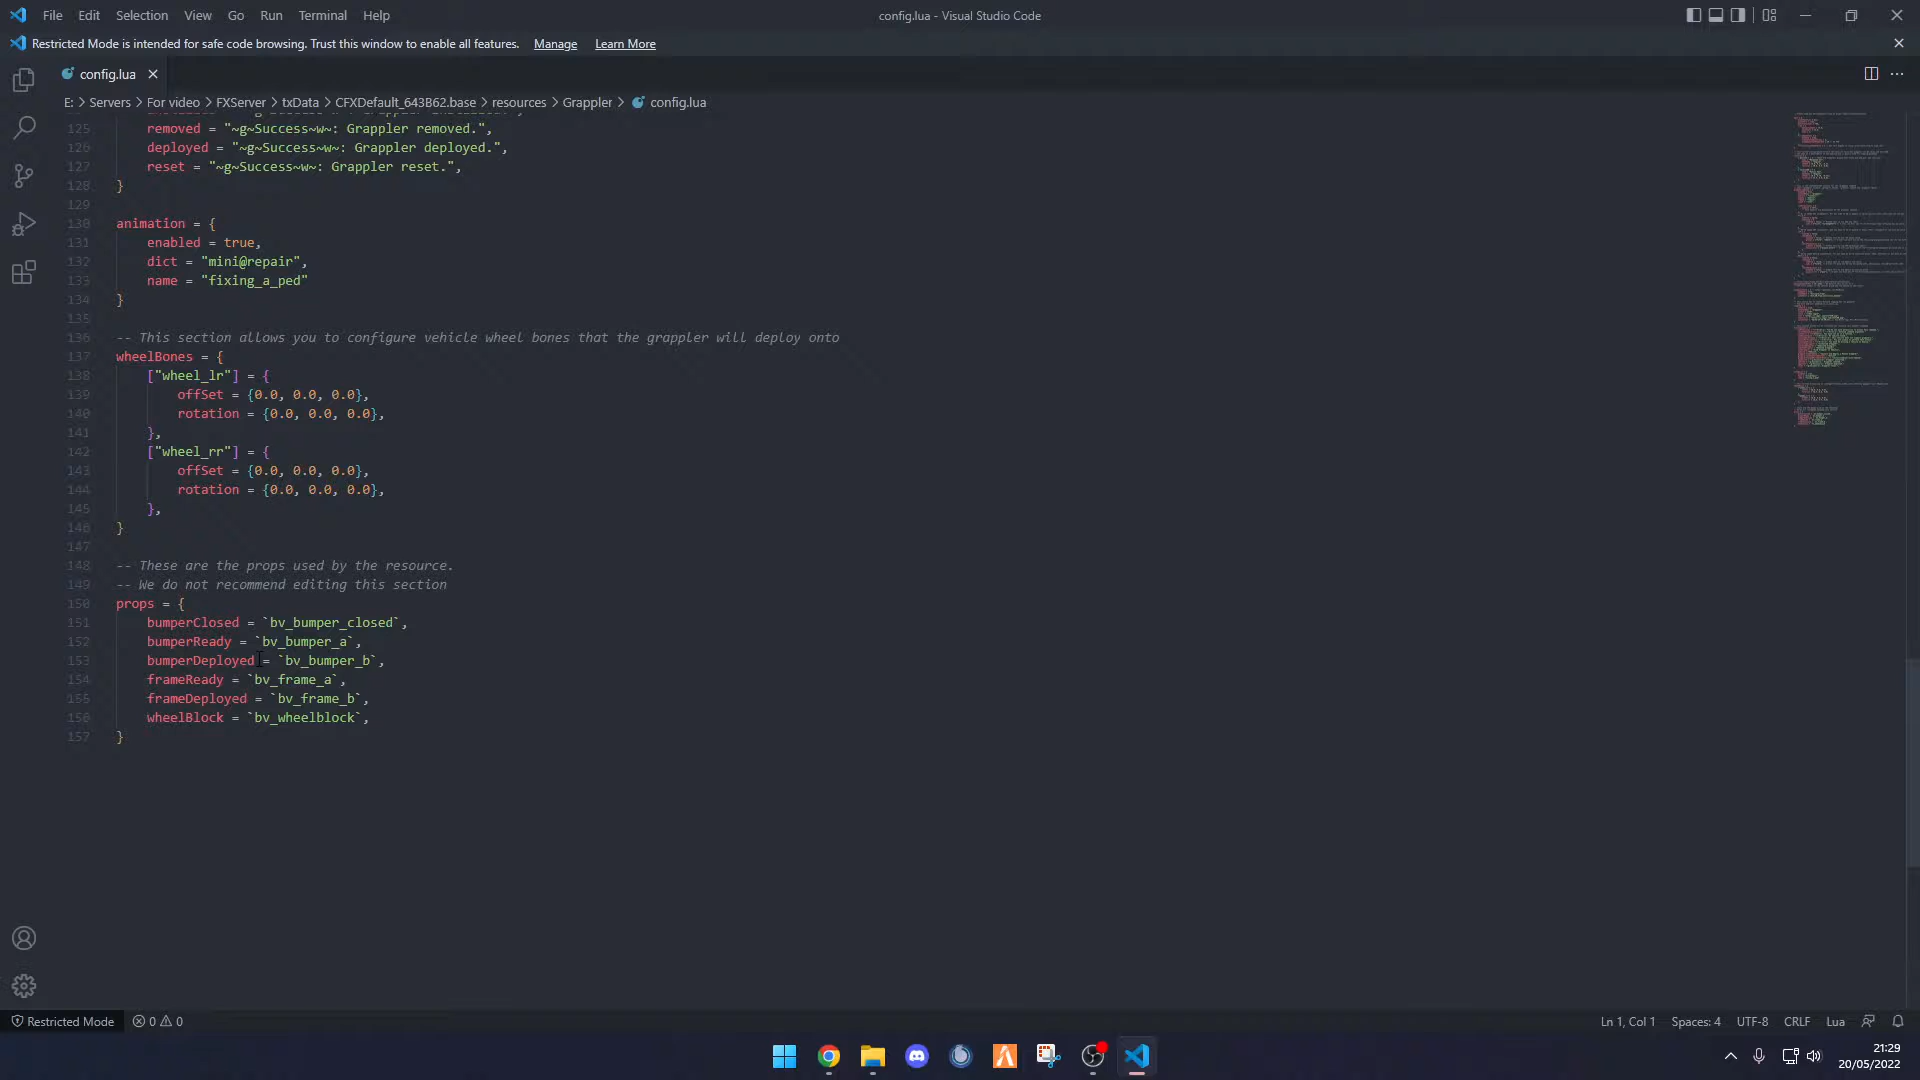 File Edit Selection View Go Run Terminal Help
config.lua - Visual Studio Code
Restricted Mode is intended for safe code browsing. Trust this window to enable all features. Manage Learn More
config.lua
E: > Servers > For video > FXServer > txData > CFXDefault_643B62.base > resources > Grappler > config.lua
125 removed = "~g~Success~w~: Grappler removed.",
126 deployed = "~g~Success~w~: Grappler deployed.",
127 reset = "~g~Success~w~: Grappler reset.",
128 }
129
130 animation = {
131 enabled = true,
132 dict = "mini@repair",
133 name = "fixing_a_ped"
134 }
135
136 -- This section allows you to configure vehicle wheel bones that the grappler will deploy onto
137 wheelBones = {
138 ["wheel_lr"] = {
139 offSet = {0.0, 0.0, 0.0},
140 rotation = {0.0, 0.0, 0.0},
141 },
142 ["wheel_rr"] = {
143 offSet = {0.0, 0.0, 0.0},
144 rotation = {0.0, 0.0, 0.0},
145 },
146 }
147
148 -- These are the props used by the resource.
149 -- We do not recommend editing this section
150 props = {
151 bumperClosed = `bv_bumper_closed`,
152 bumperReady = `bv_bumper_a`,
153 bumperDeployed = `bv_bumper_b`,
154 frameReady = `bv_frame_a`,
155 frameDeployed = `bv_frame_b`,
156 wheelBlock = `bv_wheelblock`,
157 }
Restricted Mode 0 0
Ln 1, Col 1 Spaces: 4 UTF-8 CRLF Lua
21:29
20/05/2022